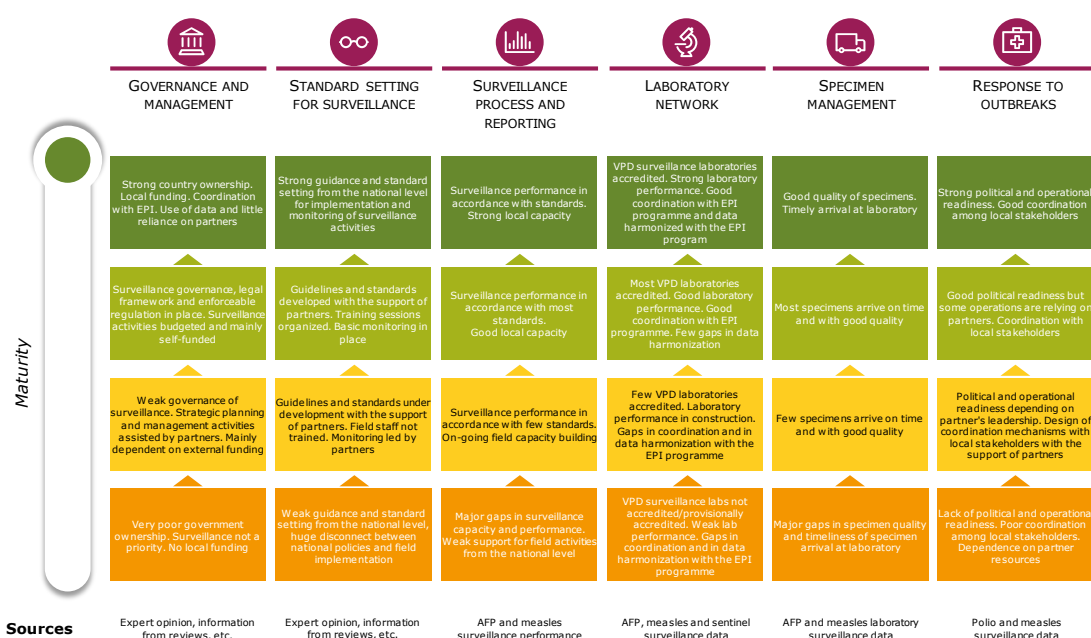 GOVERNANCE AND
MANAGEMENT
STANDARD SETTING
FOR SURVEILLANCE
SURVEILLANCE
PROCESS AND
REPORTING
LABORATORY
NETWORK
SPECIMEN
MANAGEMENT
RESPONSE TO
OUTBREAKS
Maturity
Strong country ownership.
Local funding. Coordination
with EPI. Use of data and little
reliance on partners
Strong guidance and standard
setting from the national level
for implementation and
monitoring of surveillance
activities
Surveillance performance in
accordance with standards.
Strong local capacity
VPD surveillance laboratories
accredited. Strong laboratory
performance. Good
coordination with EPI
programme and data
harmonized with the EPI
program
Good quality of specimens.
Timely arrival at laboratory
Strong political and operational
readiness. Good coordination
among local stakeholders
Surveillance governance, legal
framework and enforceable
regulation in place. Surveillance
activities budgeted and mainly
self-funded
Guidelines and standards
developed with the support of
partners. Training sessions
organized. Basic monitoring in
place
Surveillance performance in
accordance with most
standards.
Good local capacity
Most VPD laboratories
accredited. Good laboratory
performance. Good
coordination with EPI
programme. Few gaps in data
harmonization
Most specimens arrive on time
and with good quality
Good political readiness but
some operations are relying on
partners. Coordination with
local stakeholders
Weak governance of
surveillance. Strategic planning
and management activities
assisted by partners. Mainly
dependent on external funding
Guidelines and standards under
development with the support
of partners. Field staff not
trained. Monitoring led by
partners
Surveillance performance in
accordance with few standards.
On-going field capacity building
Few VPD laboratories
accredited. Laboratory
performance in construction.
Gaps in coordination and in
data harmonization with the
EPI programme
Few specimens arrive on time
and with good quality
Political and operational
readiness depending on
partner's leadership. Design of
coordination mechanisms with
local stakeholders with the
support of partners
Very poor government
ownership. Surveillance not a
priority. No local funding
Weak guidance and standard
setting from the national level,
huge disconnect between
national policies and field
implementation
Major gaps in surveillance
capacity and performance.
Weak support for field activities
from the national level
VPD surveillance labs not
accredited/provisionally
accredited. Weak lab
performance. Gaps in
coordination and in data
harmonization with the EPI
programme
Major gaps in specimen quality
and timeliness of specimen
arrival at laboratory
Lack of political and operational
readiness. Poor coordination
among local stakeholders.
Dependence on partner
resources
Sources
Expert opinion, information
from reviews, etc.
Expert opinion, information
from reviews, etc.
AFP and measles
surveillance performance
AFP, measles and sentinel
surveillance data
AFP and measles laboratory
surveillance data
Polio and measles
surveillance data